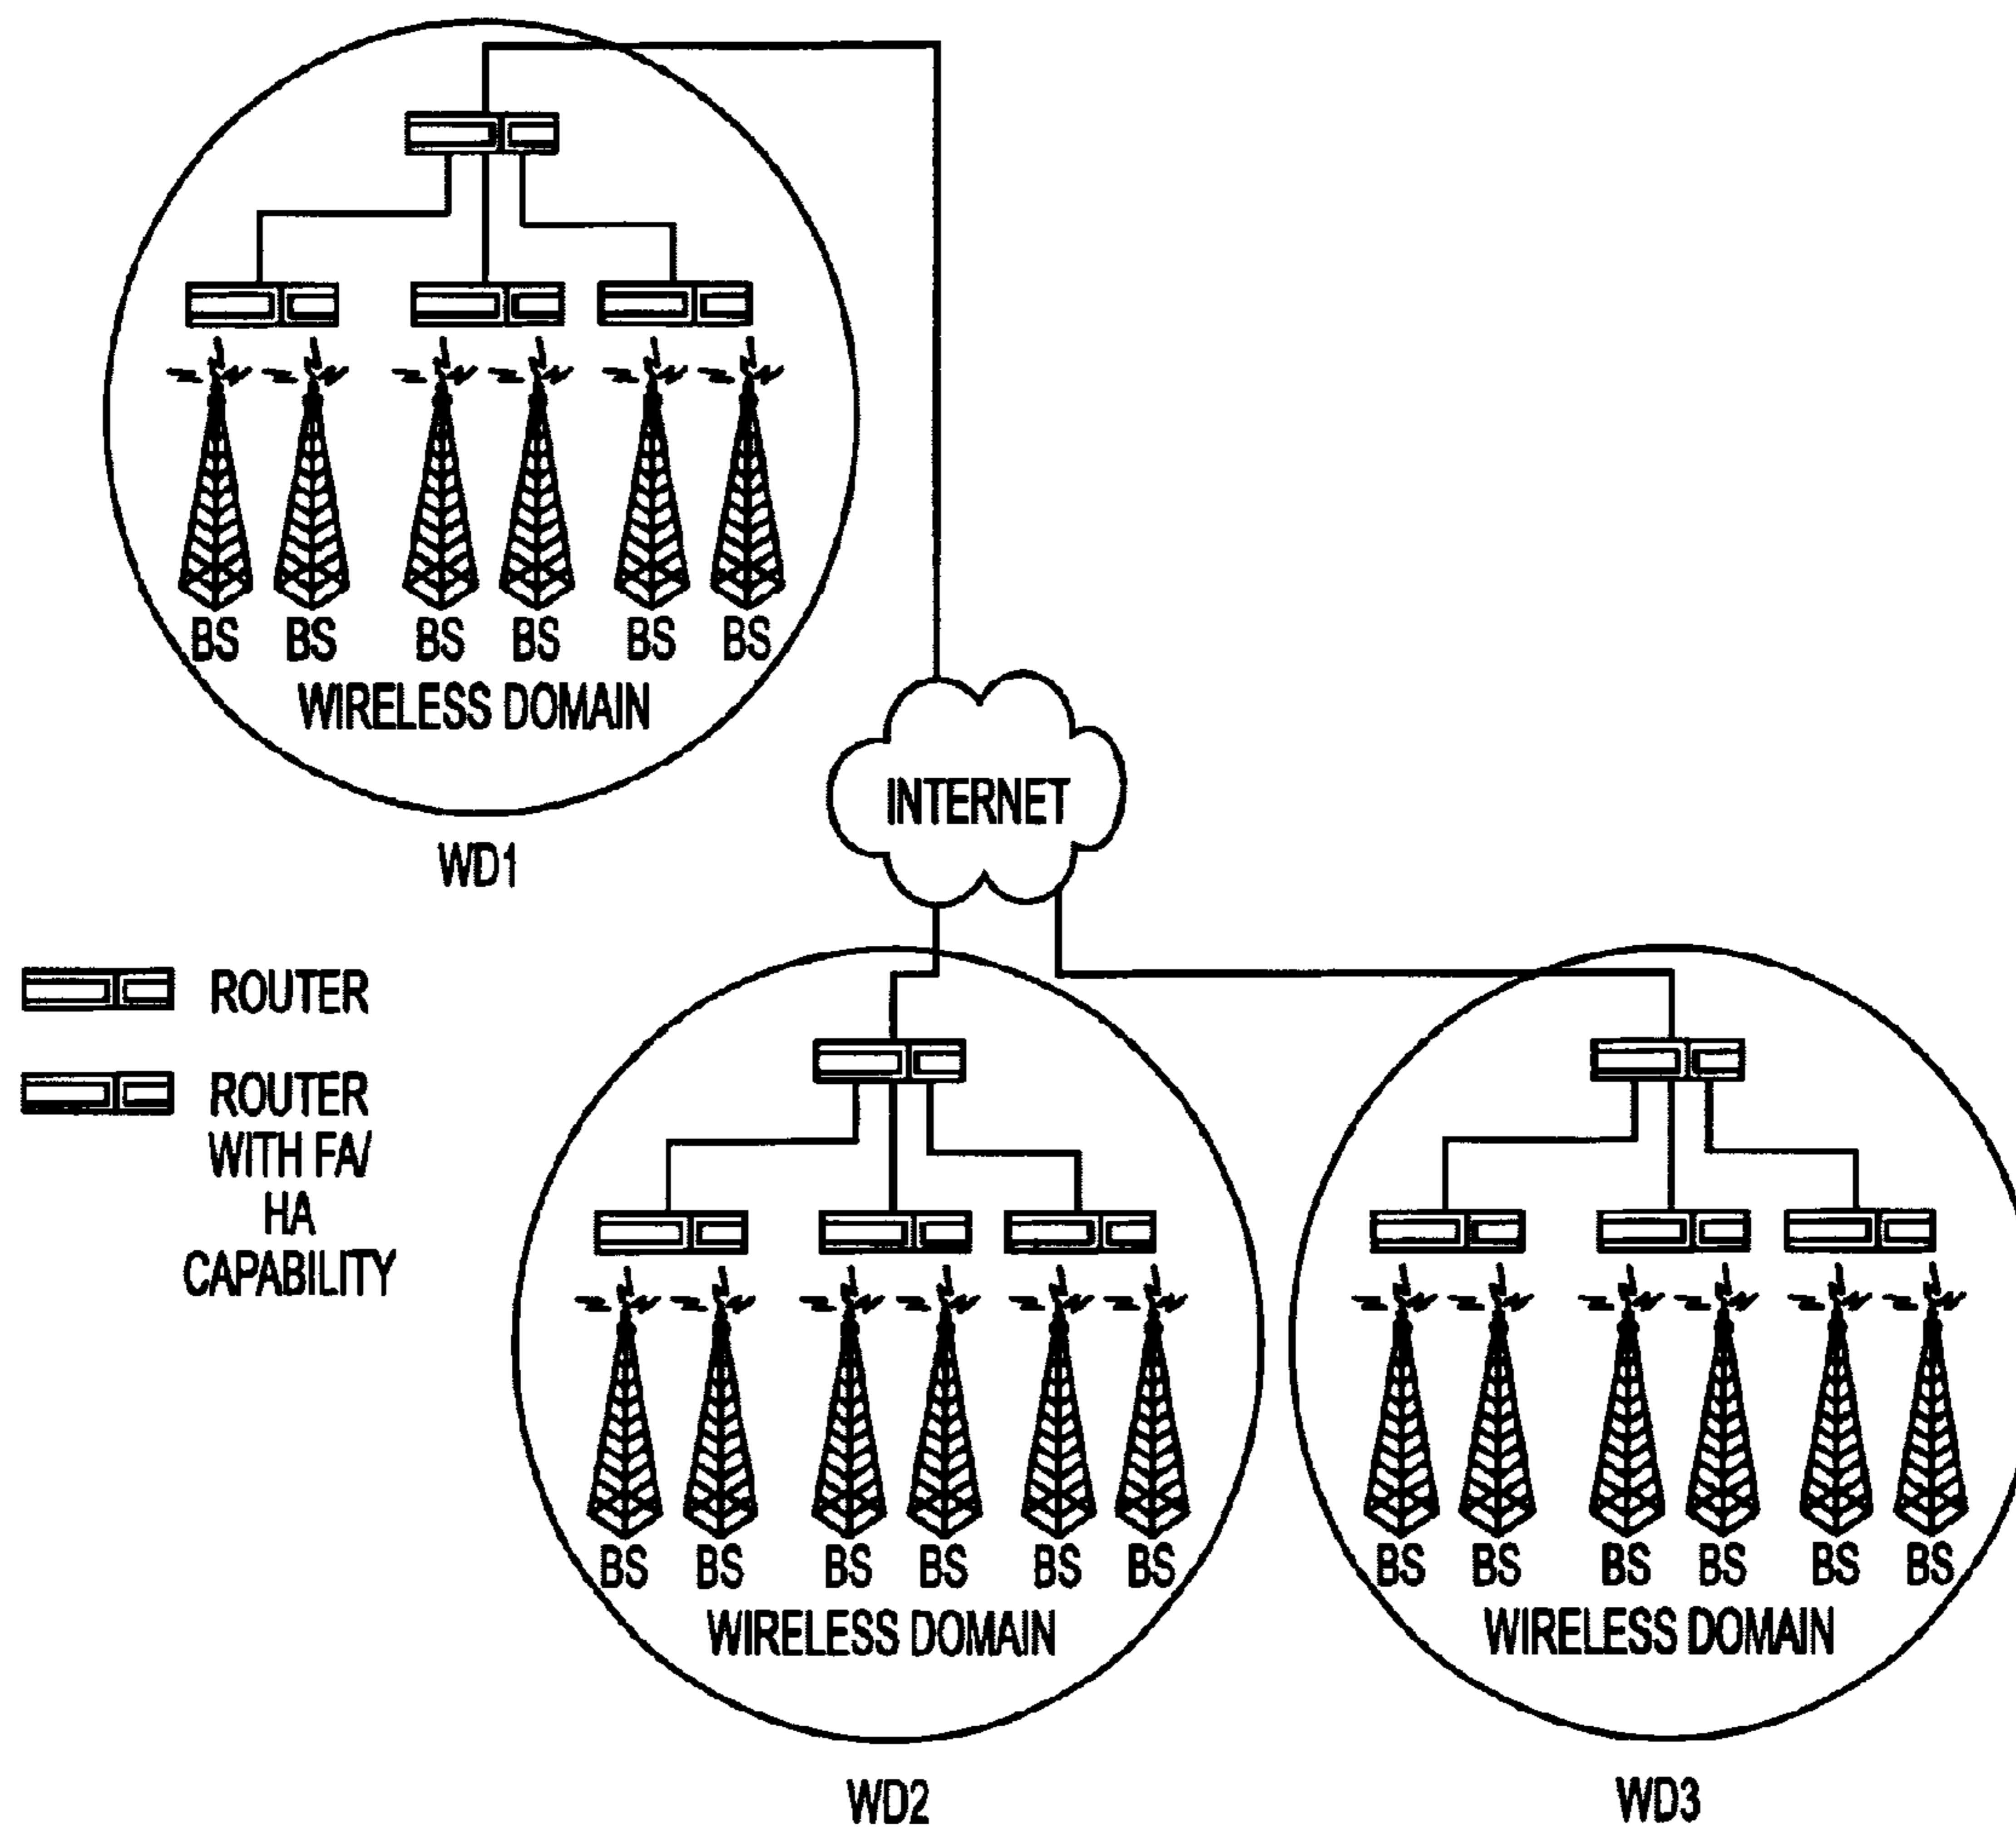 BS BS BS BS BS BS
WIRELESS DOMAIN
WD1
INTERNET
ROUTER
ROUTER
WITH FA/
HA
CAPABILITY
BS BS BS BS BS BS
WIRELESS DOMAIN
WD2
BS BS BS BS BS BS
WIRELESS DOMAIN
WD3